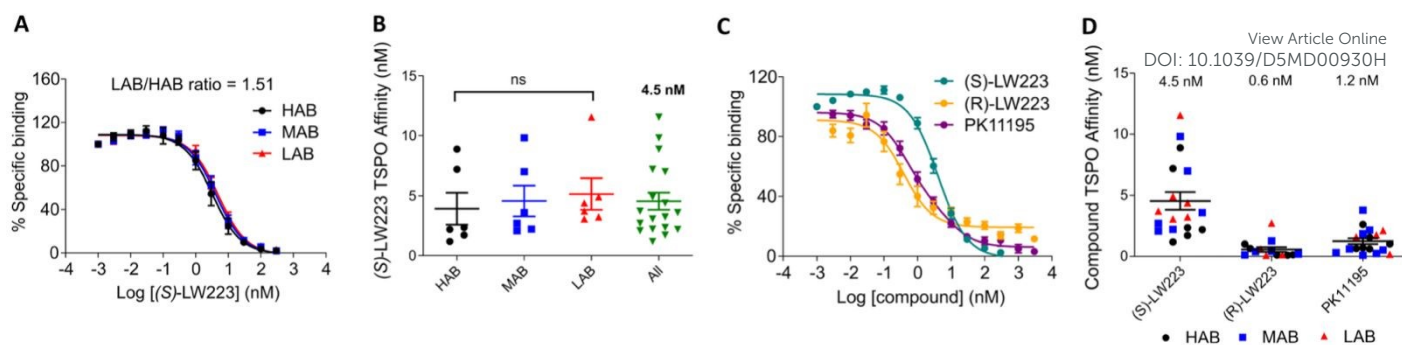 A
LAB/HAB ratio = 1.51
HAB
MAB
LAB
% Specific binding
160
120
80
40
0
-4 -3 -2 -1 0 1 2 3 4
Log [(S)-LW223] (nM)
B
ns
4.5 nM
(S)-LW223 TSPO Affinity (nM)
15
10
5
0
HAB
MAB
LAB
All
C
(S)-LW223
(R)-LW223
PK11195
% Specific binding
120
80
40
0
-4 -3 -2 -1 0 1 2 3 4
Log [compound] (nM)
D
View Article Online
DOI: 10.1039/D5MD00930H
4.5 nM 0.6 nM 1.2 nM
Compound TSPO Affinity (nM)
15
10
5
0
(S)-LW223
(R)-LW223
PK11195
HAB MAB LAB